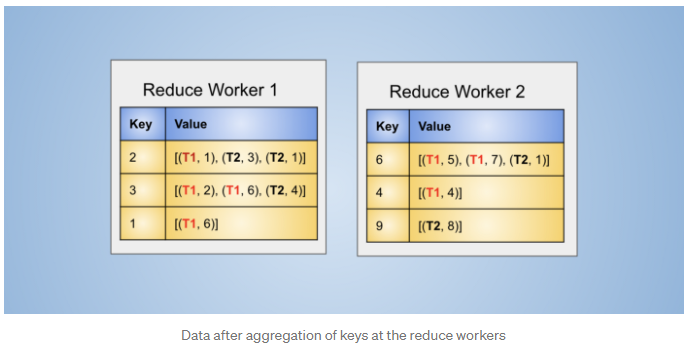 Reduce Worker 1
Key Value
2 [(T1, 1), (T2, 3), (T2, 1)]
3 [(T1, 2), (T1, 6), (T2, 4)]
1 [(T1, 6)]
Reduce Worker 2
Key Value
6 [(T1, 5), (T1, 7), (T2, 1)]
4 [(T1, 4)]
9 [(T2, 8)]
Data after aggregation of keys at the reduce workers